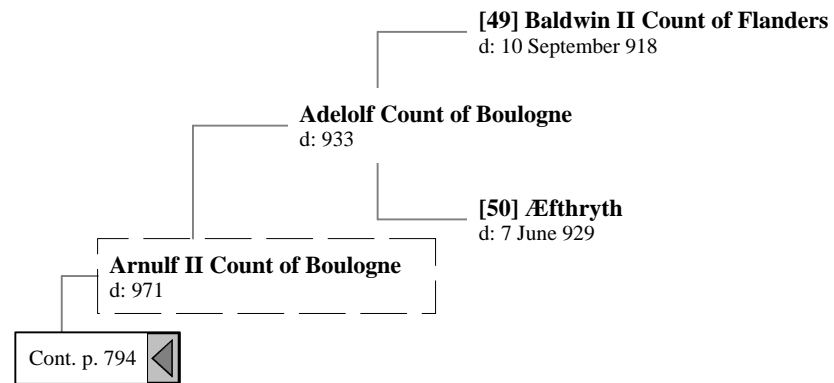 [49] Baldwin II Count of Flanders
d: 10 September 918
Adelolf Count of Boulogne
d: 933
[50] Æfthryth
d: 7 June 929
Arnulf II Count of Boulogne
d: 971
Cont. p. 794